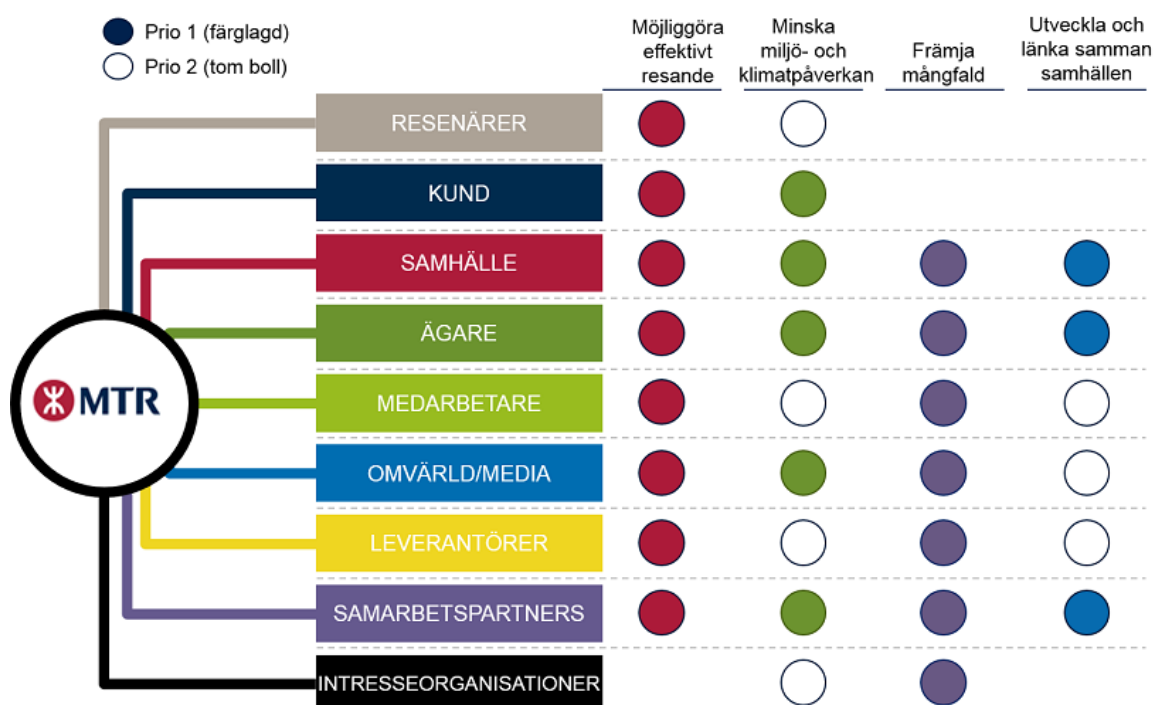 Prio 1 (färglagd)
Prio 2 (tom boll)
Möjliggöra
effektivt
resande
Minska
miljö- och
klimatpåverkan
Främja
mångfald
Utveckla och
länka samman
samhällen
RESENÄRER
KUND
SAMHÄLLE
ÄGARE
MTR
MEDARBETARE
OMVÄRLD/MEDIA
LEVERANTÖRER
SAMARBETSPARTNERS
INTRESSEORGANISATIONER